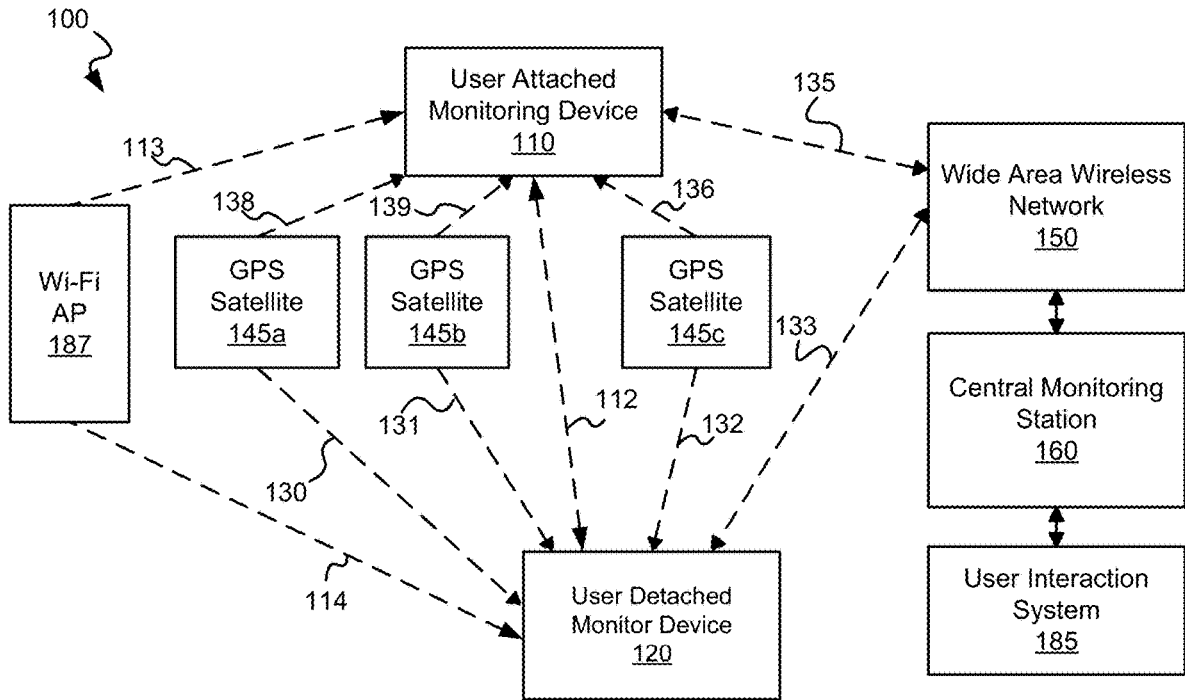 100
User Attached
Monitoring Device
110
135
113
138
139
136
Wide Area Wireless
Network
150
Wi-Fi
AP
187
GPS
Satellite
145a
GPS
Satellite
145b
GPS
Satellite
145c
133
131
112
132
Central Monitoring
Station
160
130
114
User Detached
Monitor Device
120
User Interaction
System
185